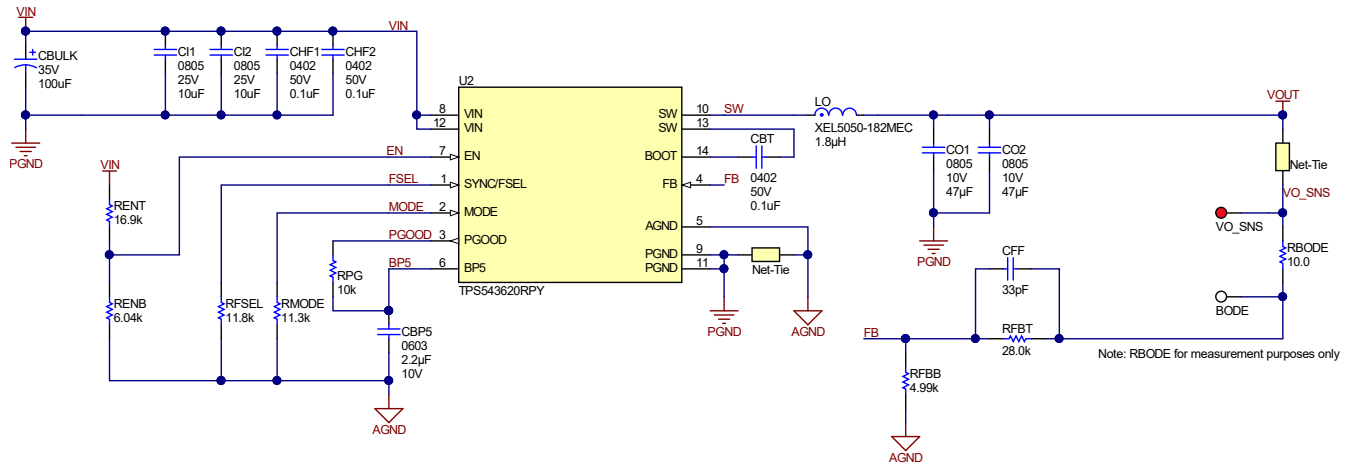 VIN
VIN
CBULK
35V
100uF
+
CI1
0805
25V
10uF
CI2
0805
25V
10uF
CHF1
0402
50V
0.1uF
CHF2
0402
50V
0.1uF
PGND
U2
8
VIN
12
VIN
EN
7
EN
FSEL
1
SYNC/FSEL
MODE
2
MODE
PGOOD
3
PGOOD
BP5
6
BP5
TPS543620RPY
SW
10
SW
SW
13
BOOT
14
FB
4
FB
AGND
5
PGND
9
PGND
11
VIN
RENT
16.9k
RENB
6.04k
RFSEL
11.8k
RMODE
11.3k
RPG
10k
CBP5
0603
2.2µF
10V
AGND
LO
XEL5050-182MEC
1.8µH
CBT
0402
50V
0.1uF
Net-Tie
PGND
AGND
CO1
0805
10V
47µF
CO2
0805
10V
47µF
PGND
VOUT
Net-Tie
VO_SNS
VO_SNS
RBODE
10.0
BODE
CFF
33pF
FB
RFBT
28.0k
Note: RBODE for measurement purposes only
RFBB
4.99k
AGND